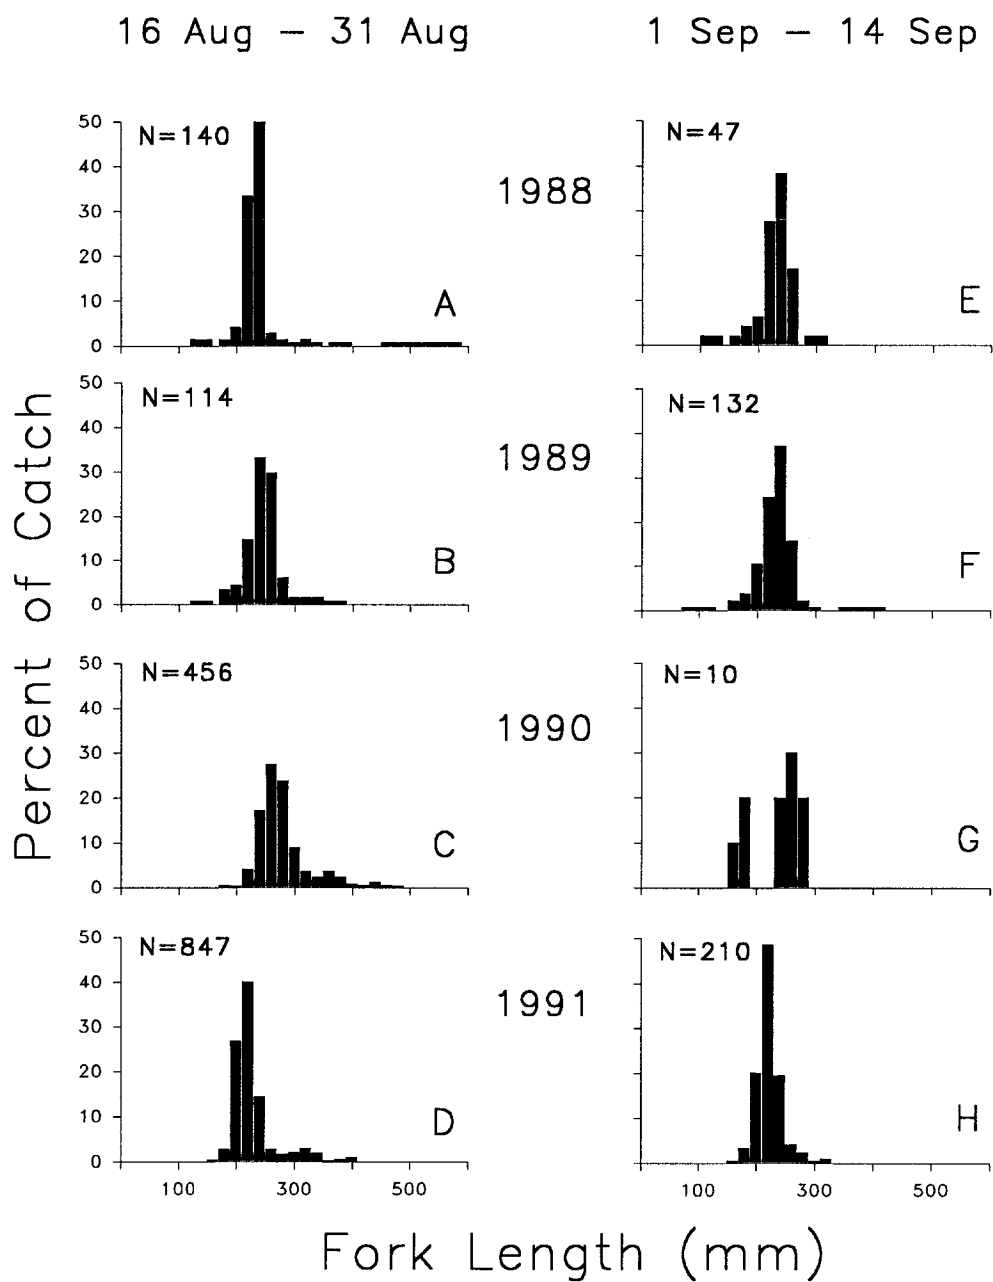 16 Aug – 31 Aug
1 Sep – 14 Sep
Percent of Catch
50
40
30
20
10
0
N=140
A
1988
N=47
E
50
40
30
20
10
0
N=114
B
1989
N=132
F
50
40
30
20
10
0
N=456
C
1990
N=10
G
50
40
30
20
10
0
N=847
D
1991
N=210
H
100 300 500
100 300 500
Fork Length (mm)